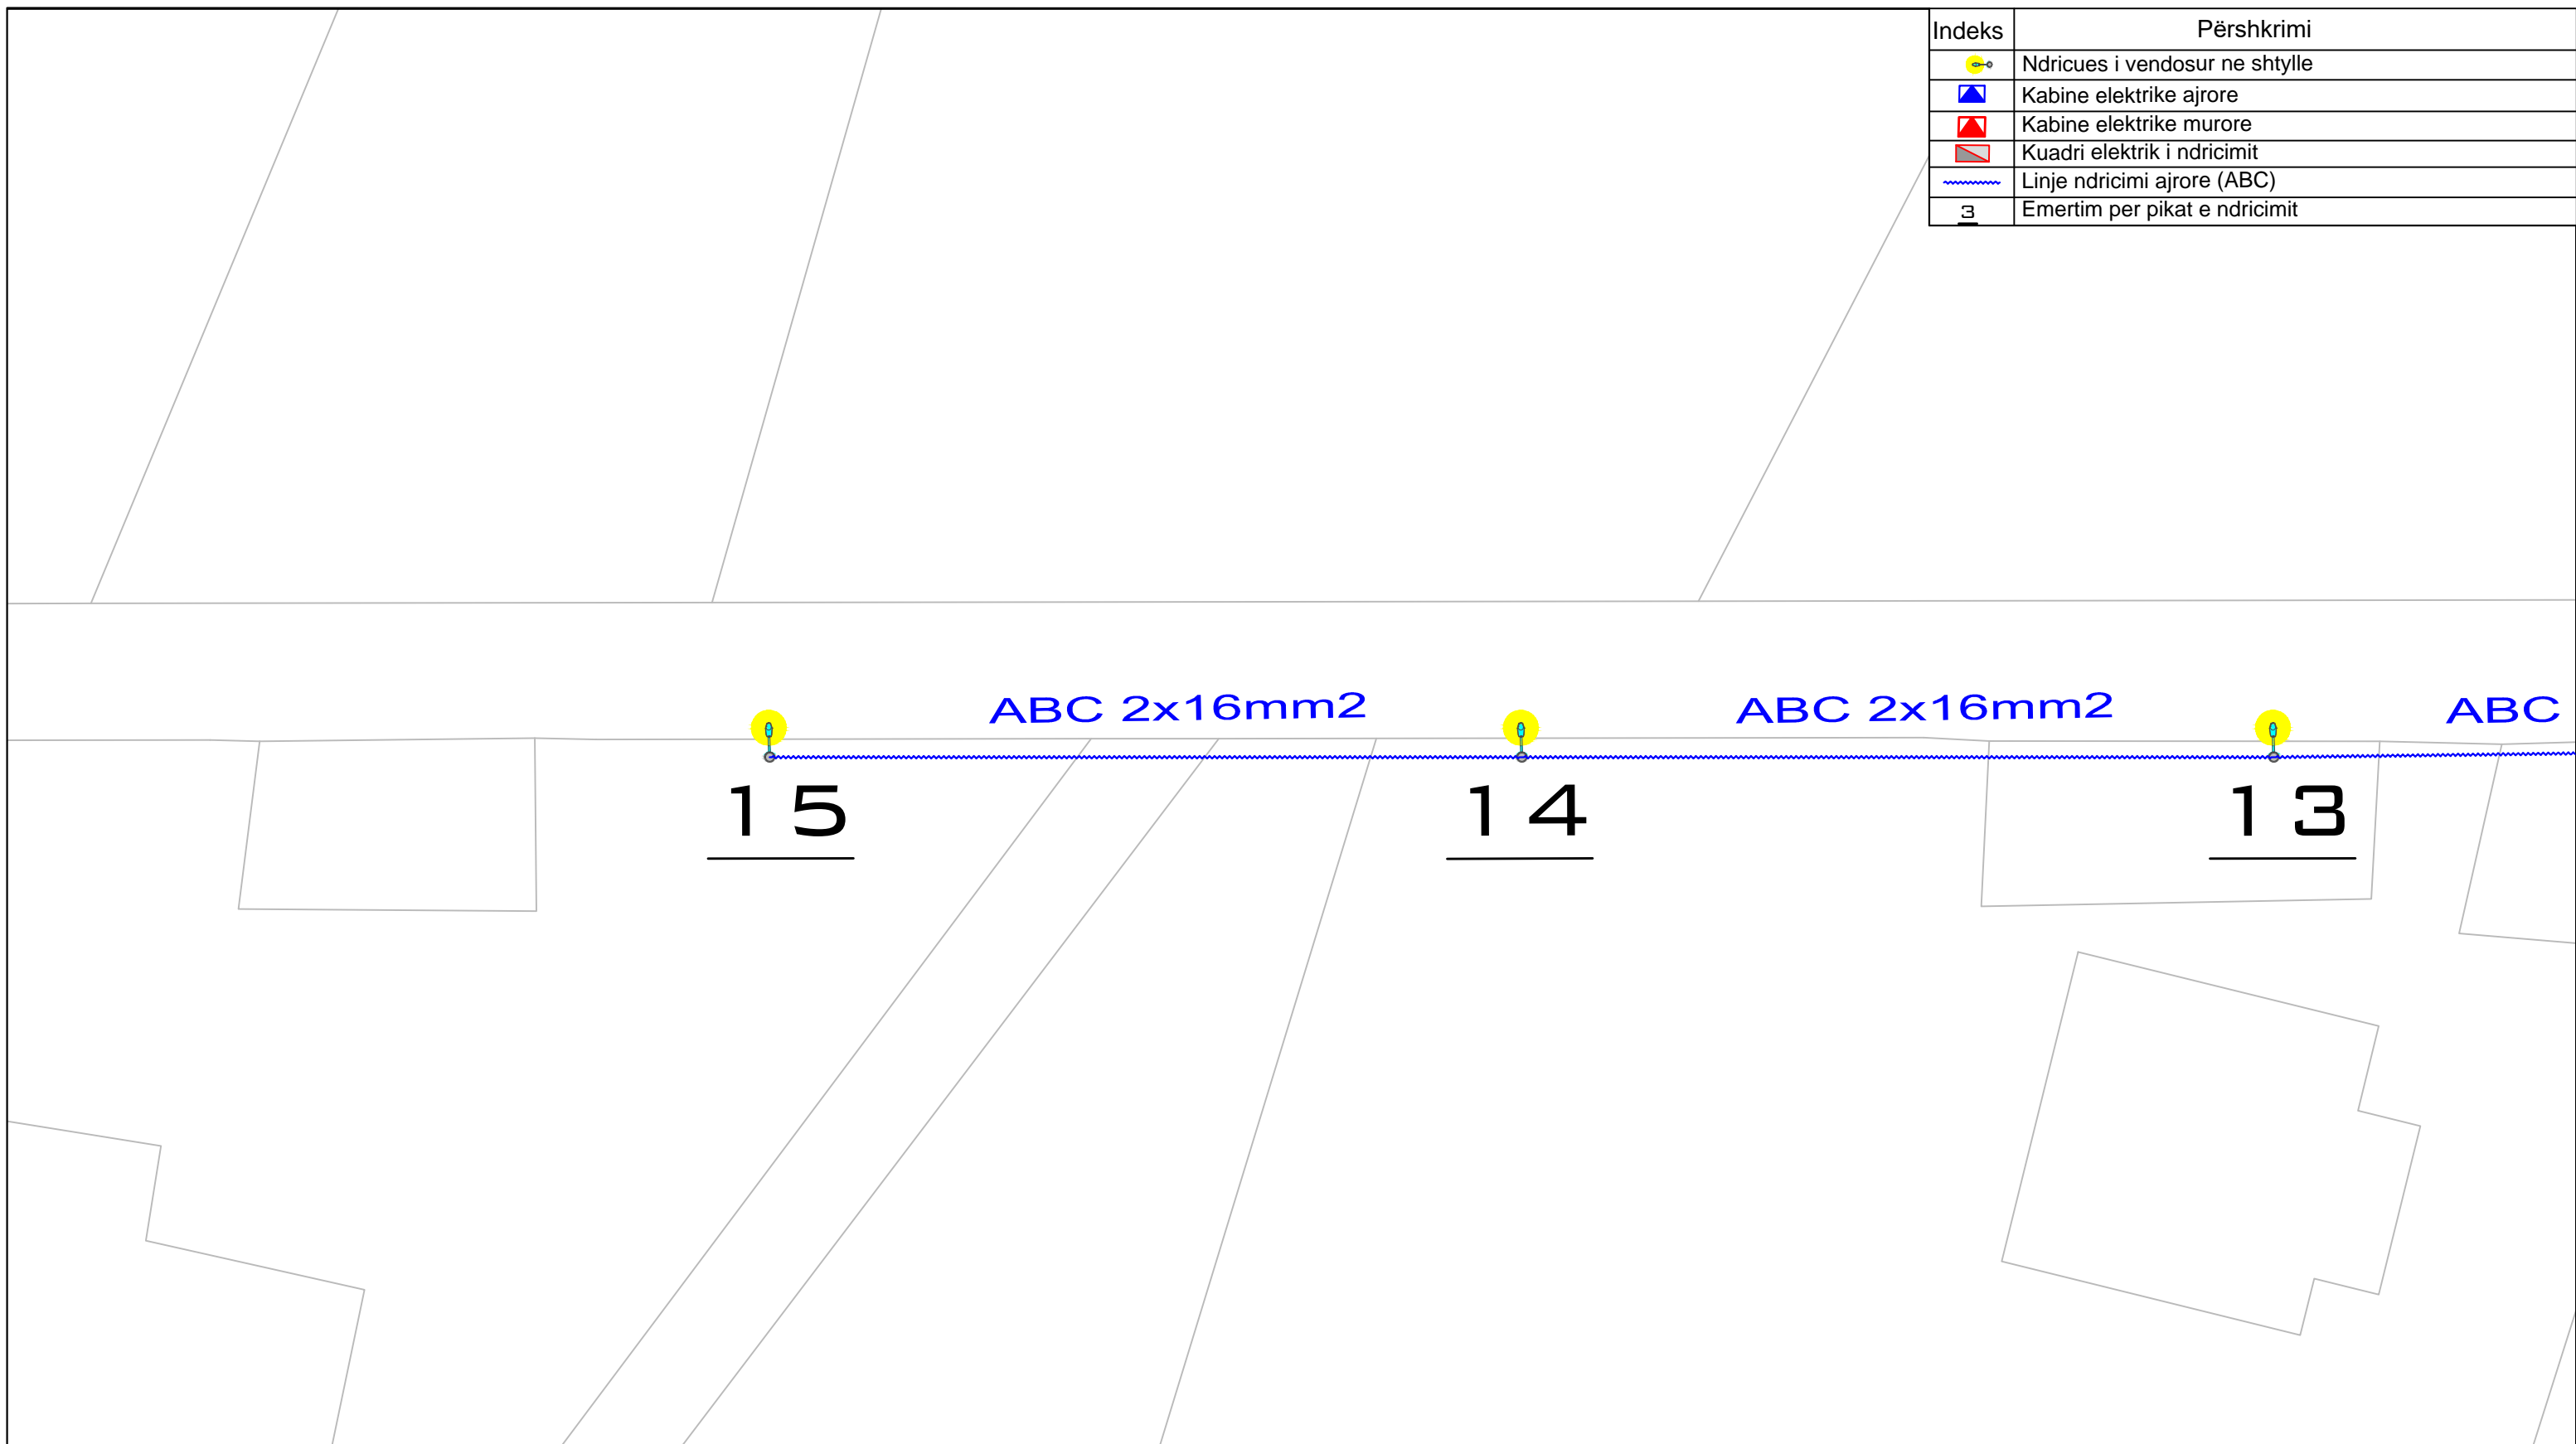 Indeks Përshkrimi
Ndricues i vendosur ne shtylle
Kabine elektrike ajrore
Kabine elektrike murore
Kuadri elektrik i ndricimit
Linje ndricimi ajrore (ABC)
3 Emertim per pikat e ndricimit
ABC 2x16mm2 ABC 2x16mm2 ABC
15 14 13